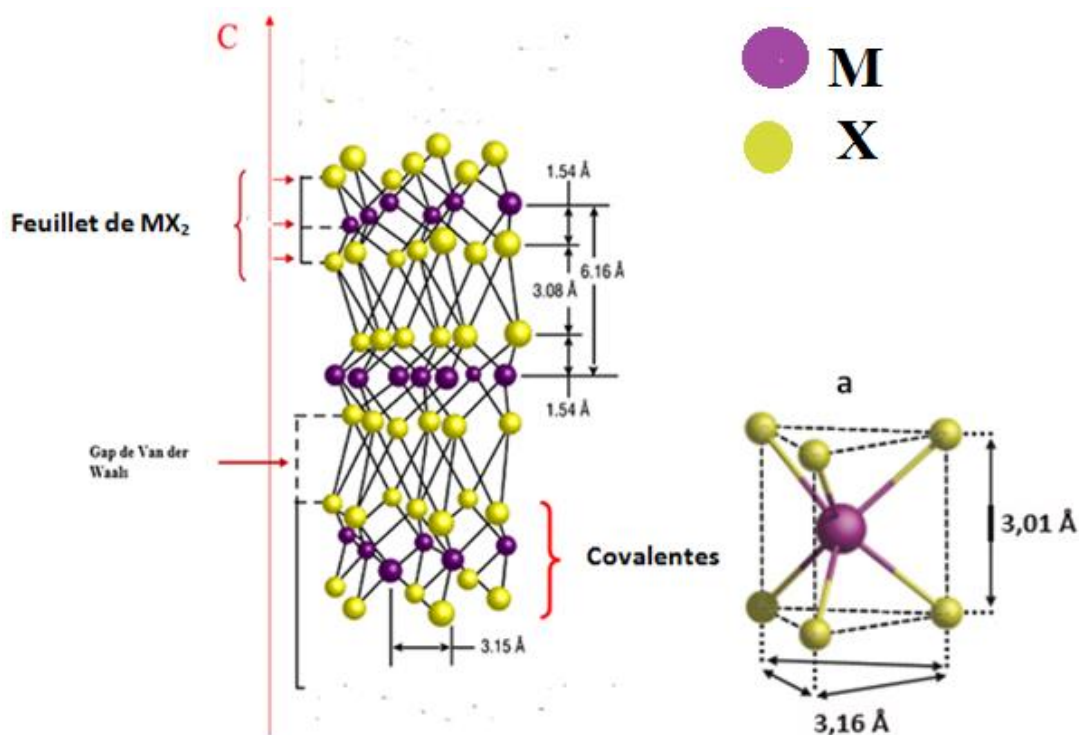 C
M
X
Feuillet de MX₂
1.54 Å
6.16 Å
3.08 Å
1.54 Å
a
Gap de Van der
Waals
3,01 Å
Covalentes
3.15 Å
3,16 Å